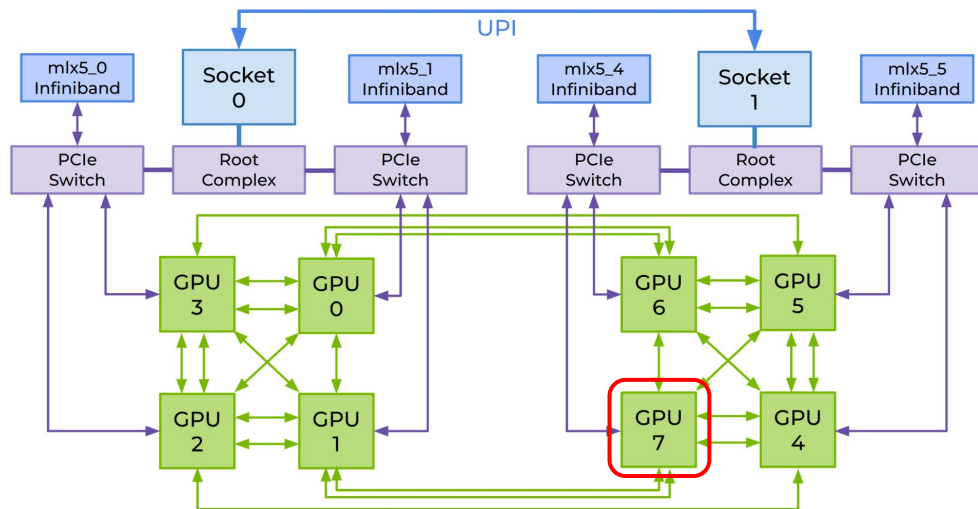 UPI
mlx5_0
Infiniband
Socket
0
mlx5_1
Infiniband
mlx5_4
Infiniband
Socket
1
mlx5_5
Infiniband
PCIe
Switch
Root
Complex
PCIe
Switch
PCIe
Switch
Root
Complex
PCIe
Switch
GPU
3
GPU
0
GPU
6
GPU
5
GPU
2
GPU
1
GPU
7
GPU
4